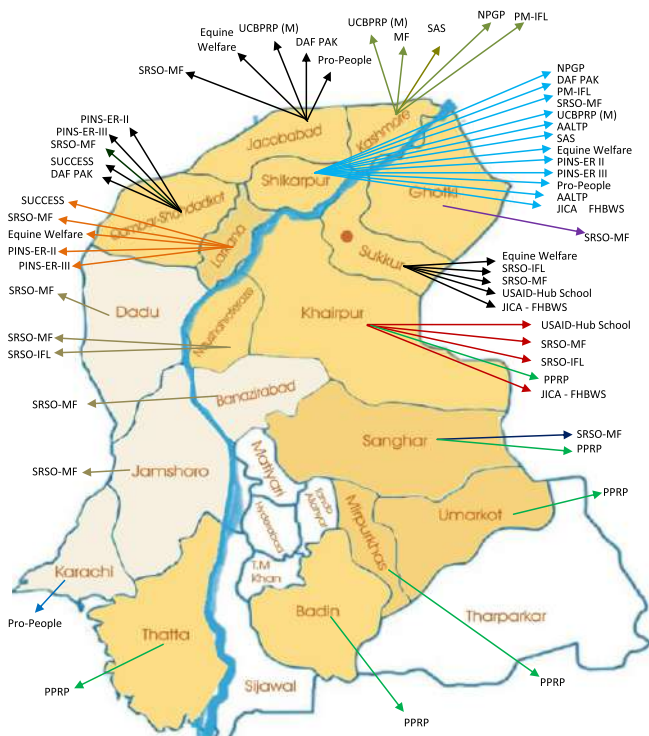 UCBPRP (M)
NPGP
PM-IFL
Equine
Welfare
UCBPRP (M)
DAF PAK
MF
SAS
Pro-People
SRSO-MF
NPGP
DAF PAK
PM-IFL
SRSO-MF
UCBPRP (M)
AALTP
SAS
Equine Welfare
PINS-ER II
PINS-ER III
Pro-People
AALTP
JICA FHBWS
SRSO-MF
PINS-ER-II
PINS-ER-III
SRSO-MF
SUCCESS
DAF PAK
SUCCESS
SRSO-MF
Equine Welfare
PINS-ER-II
PINS-ER-III
Jacobabad
Kashmore
Shikarpur
Ghotki
Larkana
Sukkur
Equine Welfare
SRSO-IFL
SRSO-MF
USAID-Hub School
JICA - FHBWS
SRSO-MF
Dadu
Khairpur
USAID-Hub School
SRSO-MF
SRSO-IFL
PPRP
JICA - FHBWS
SRSO-MF
SRSO-IFL
SRSO-MF
Banazirabad
Sanghar
SRSO-MF
PPRP
SRSO-MF
Jamshoro
Matiyari
Hyderabad
Tando
Allahyar
Mirpurkhas
Umarkot
PPRP
Karachi
T.M
Khan
Pro-People
Thatta
Badin
Tharparkar
PPRP
Sijawal
PPRP
PPRP